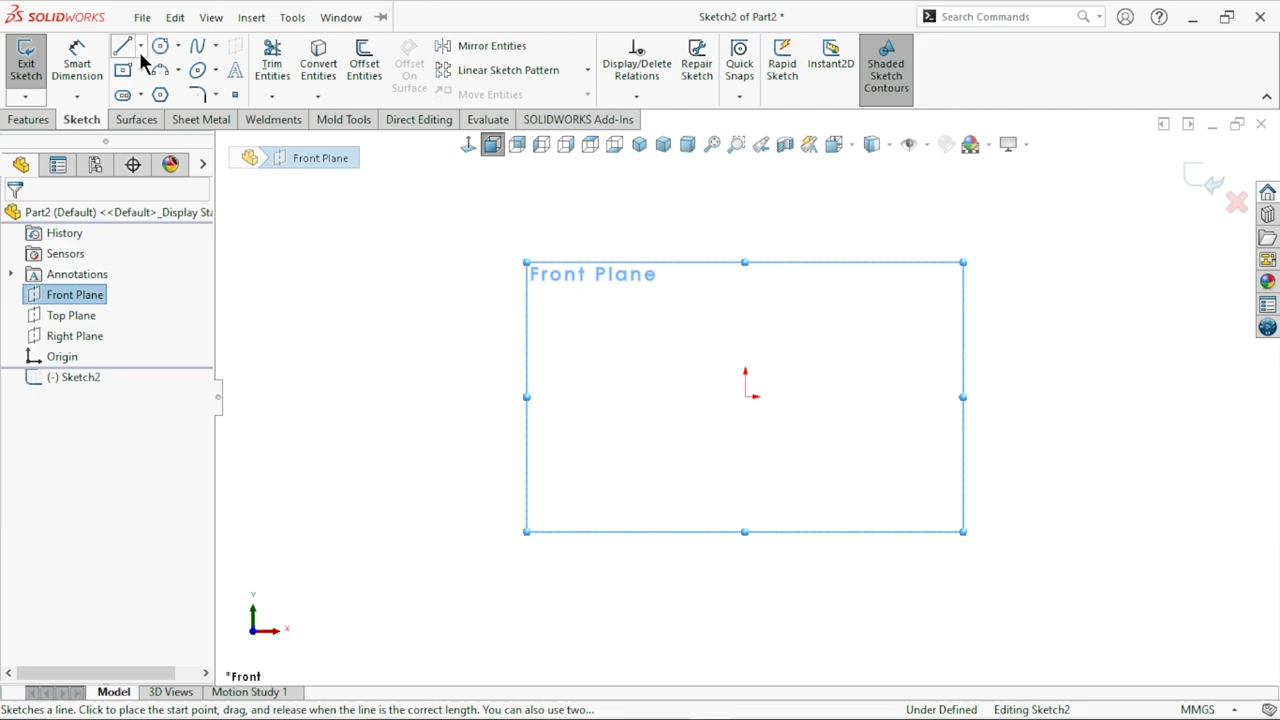 SOLIDWORKS File Edit View Insert Tools Window Sketch2 of Part2 * Search Commands
Exit Sketch
Smart Dimension
Trim Entities
Convert Entities
Offset Entities
Offset On Surface
Mirror Entities
Linear Sketch Pattern
Move Entities
Display/Delete Relations
Repair Sketch
Quick Snaps
Rapid Sketch
Instant2D
Shaded Sketch Contours
Features Sketch Surfaces Sheet Metal Weldments Mold Tools Direct Editing Evaluate SOLIDWORKS Add-Ins
Front Plane
Part2 (Default) <<Default>_Display Sta
History
Sensors
Annotations
Front Plane
Top Plane
Right Plane
Origin
(-) Sketch2
Front Plane
Y
X
*Front
Model 3D Views Motion Study 1
Sketches a line. Click to place the start point, drag, and release when the line is the correct length. You can also use two... Under Defined Editing Sketch2 MMGS